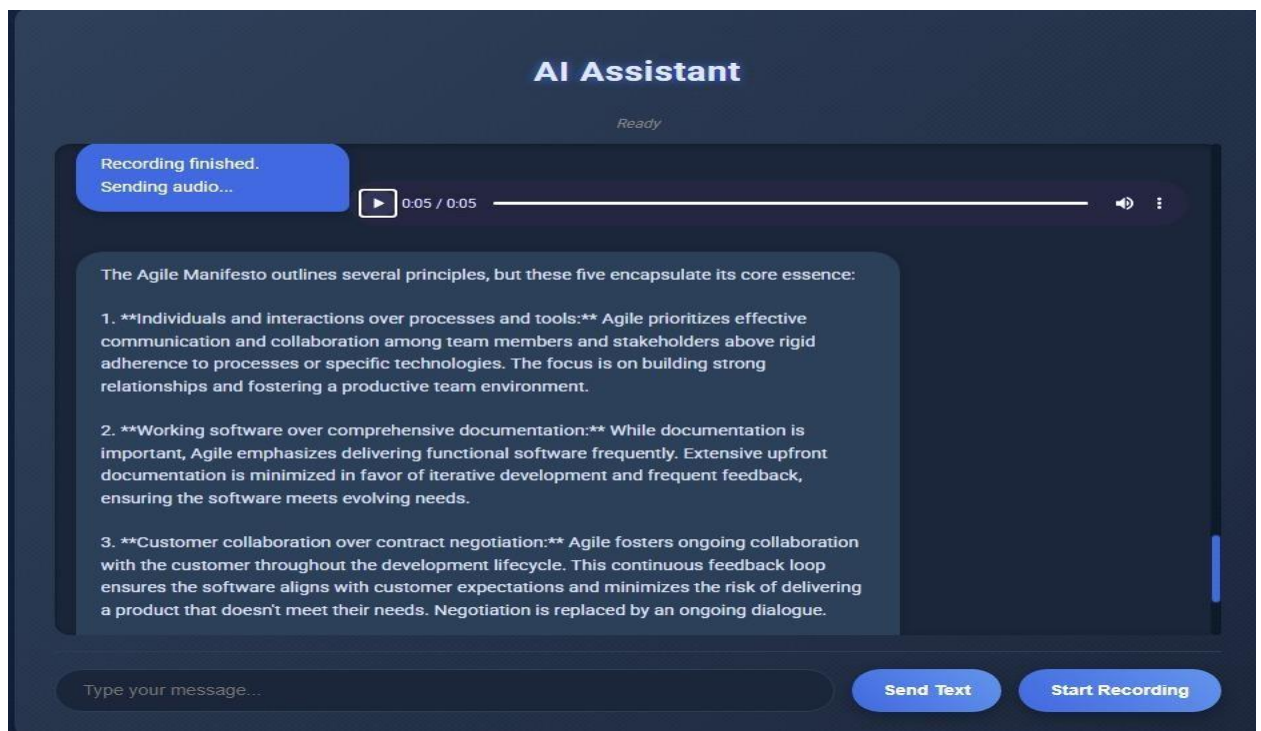 AI Assistant
Ready
Recording finished.
Sending audio...
0:05 / 0:05
The Agile Manifesto outlines several principles, but these five encapsulate its core essence:
1. **Individuals and interactions over processes and tools:** Agile prioritizes effective
communication and collaboration among team members and stakeholders above rigid
adherence to processes or specific technologies. The focus is on building strong
relationships and fostering a productive team environment.
2. **Working software over comprehensive documentation:** While documentation is
important, Agile emphasizes delivering functional software frequently. Extensive upfront
documentation is minimized in favor of iterative development and frequent feedback,
ensuring the software meets evolving needs.
3. **Customer collaboration over contract negotiation:** Agile fosters ongoing collaboration
with the customer throughout the development lifecycle. This continuous feedback loop
ensures the software aligns with customer expectations and minimizes the risk of delivering
a product that doesn't meet their needs. Negotiation is replaced by an ongoing dialogue.
Type your message...
Send Text
Start Recording